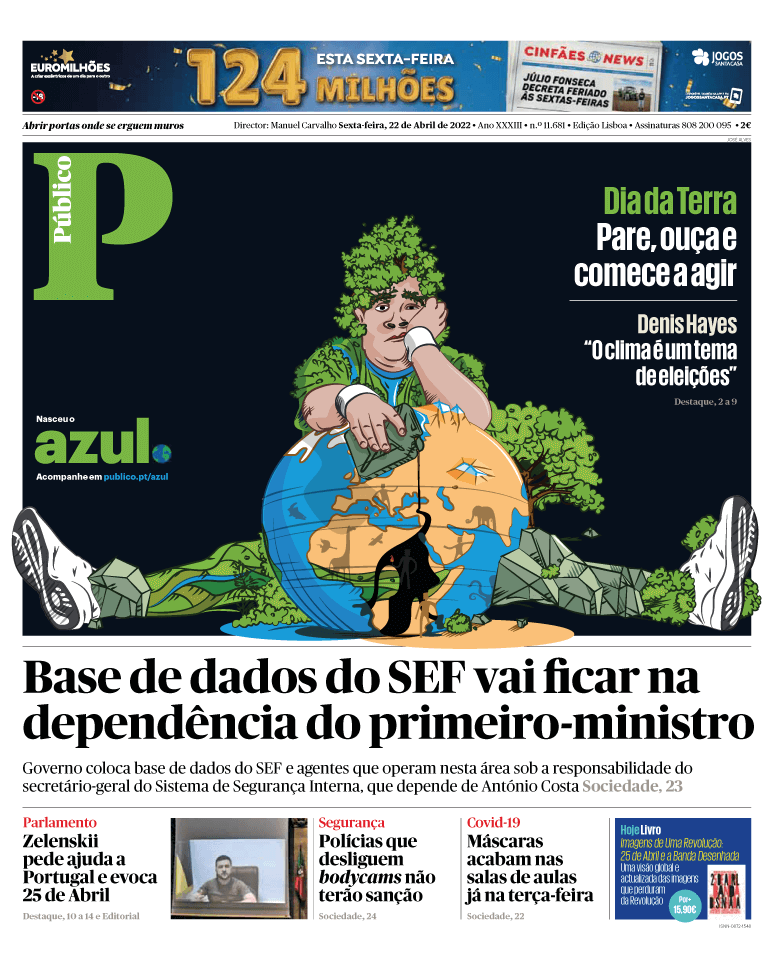 EUROMILHÕES
A criar excêntricos de um dia para o outro
124
ESTA SEXTA-FEIRA
MILHÕES
CINFÃES NEWS
JÚLIO FONSECA
DECRETA FERIADO
ÀS SEXTAS-FEIRAS
JOGOS
SANTACASA
Abrir portas onde se erguem muros
Director: Manuel Carvalho Sexta-feira, 22 de Abril de 2022 • Ano XXXIII • n.º 11.681 • Edição Lisboa • Assinaturas 808 200 095 • 2€
JOSÉ ALVES
P
Público
Dia da Terra
Pare, ouça e
comece a agir
Denis Hayes
“O clima é um tema
de eleições”
Destaque, 2 a 9
Nasceu o
azul
Acompanhe em publico.pt/azul
Base de dados do SEF vai ficar na
dependência do primeiro-ministro
Governo coloca base de dados do SEF e agentes que operam nesta área sob a responsabilidade do
secretário-geral do Sistema de Segurança Interna, que depende de António Costa Sociedade, 23
Parlamento
Zelenskii
pede ajuda a
Portugal e evoca
25 de Abril
Destaque, 10 a 14 e Editorial
Segurança
Polícias que
desliguem
bodycams não
terão sanção
Sociedade, 24
Covid-19
Máscaras
acabam nas
salas de aulas
já na terça-feira
Sociedade, 22
Hoje Livro
Imagens de Uma Revolução:
25 de Abril e a Banda Desenhada
Uma visão global e
actualizada das imagens
que perduram
da Revolução
Por+
15,90€
ISNN-0872-1548